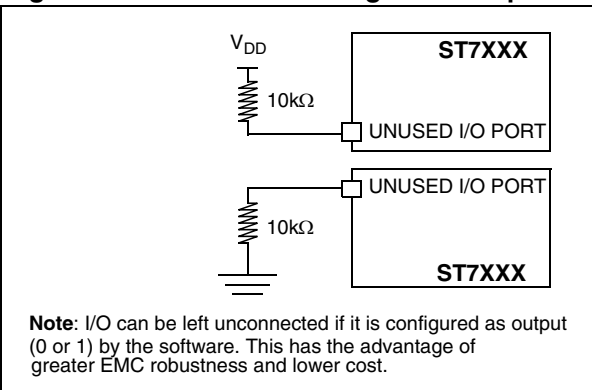 V_DD
ST7XXX
10kΩ
UNUSED I/O PORT
UNUSED I/O PORT
10kΩ
ST7XXX
Note: I/O can be left unconnected if it is configured as output
(0 or 1) by the software. This has the advantage of
greater EMC robustness and lower cost.